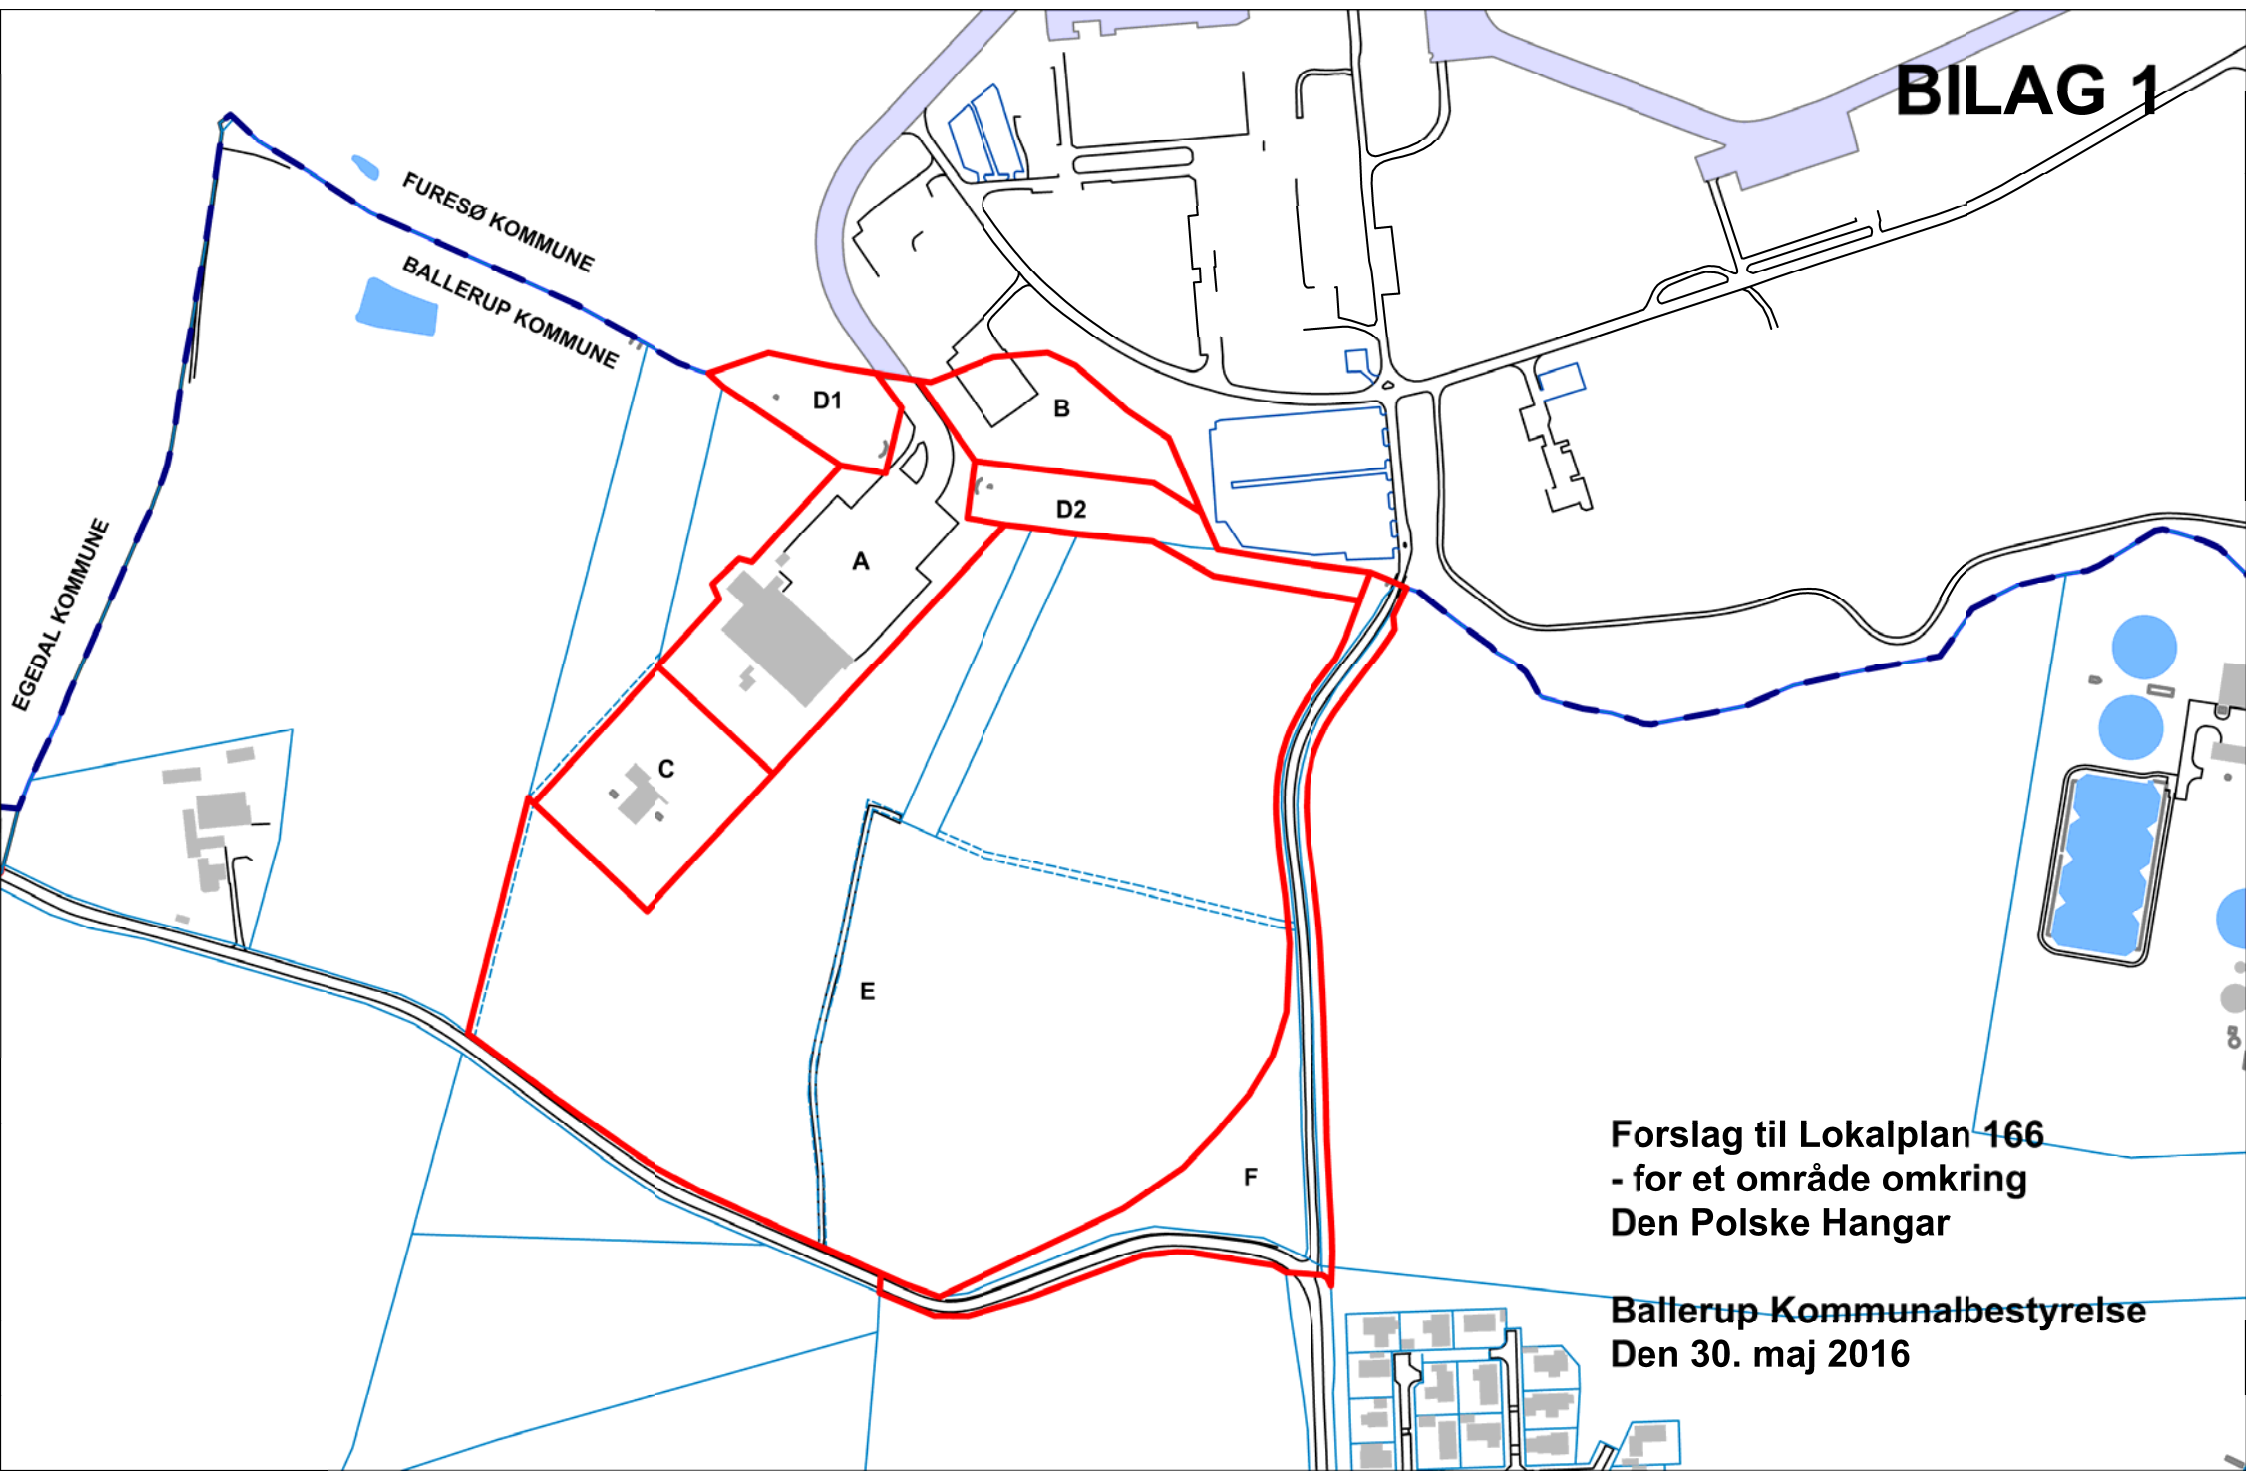 BILAG 1
FURESØ KOMMUNE
BALLERUP KOMMUNE
EGEDAL KOMMUNE
D1
B
D2
A
C
E
F
Forslag til Lokalplan 166
- for et område omkring
Den Polske Hangar
Ballerup Kommunalbestyrelse
Den 30. maj 2016